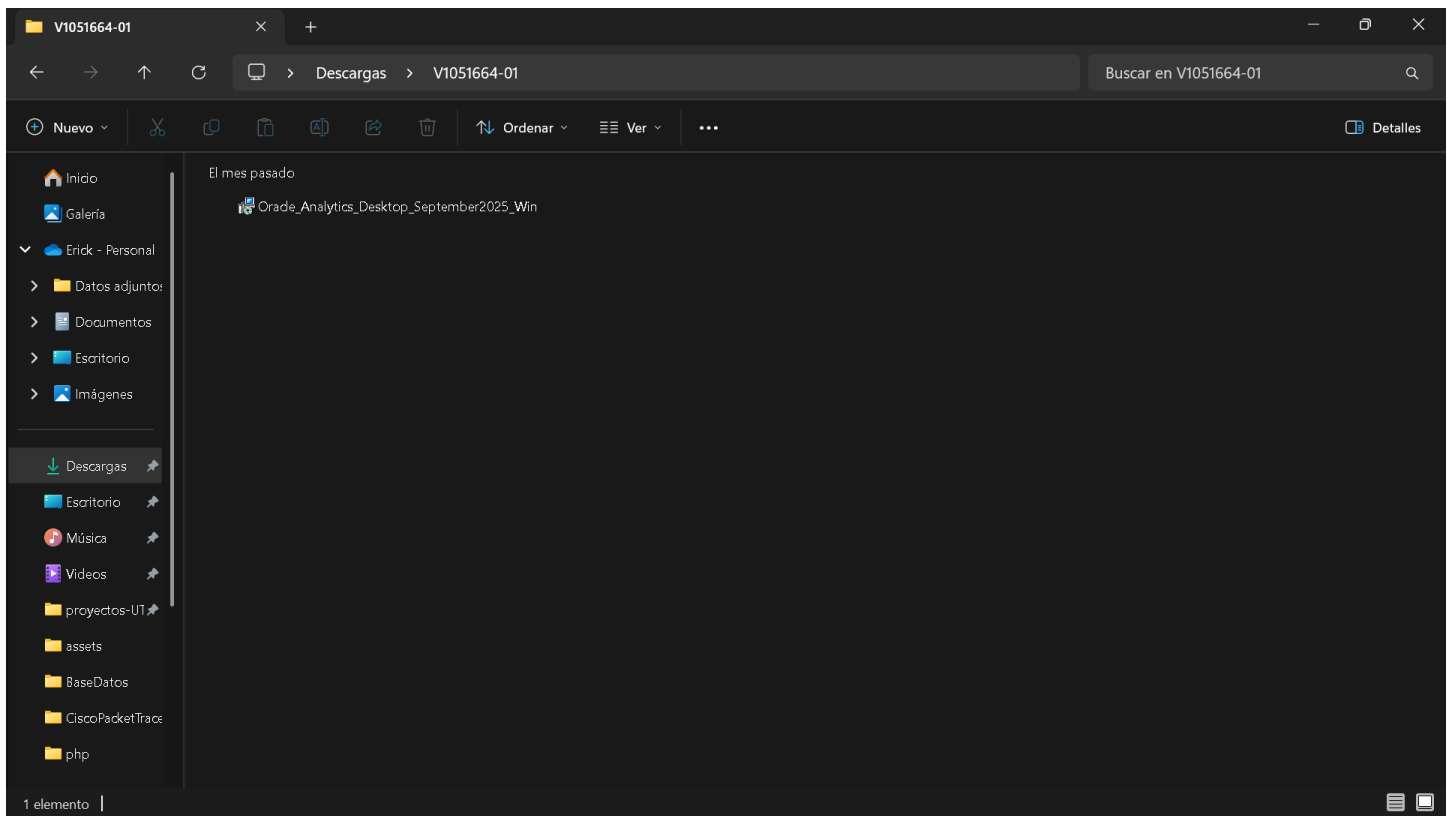 V1051664-01
Descargas > V1051664-01
Buscar en V1051664-01
Nuevo
Ordenar
Ver
Detalles
Inicio
Galería
Erick - Personal
Datos adjuntos
Documentos
Escritorio
Imágenes
Descargas
Escritorio
Música
Videos
proyectos-UT
assets
BaseDatos
CiscoPacketTrace
php
El mes pasado
Oracle_Analytics_Desktop_September2025_Win
1 elemento